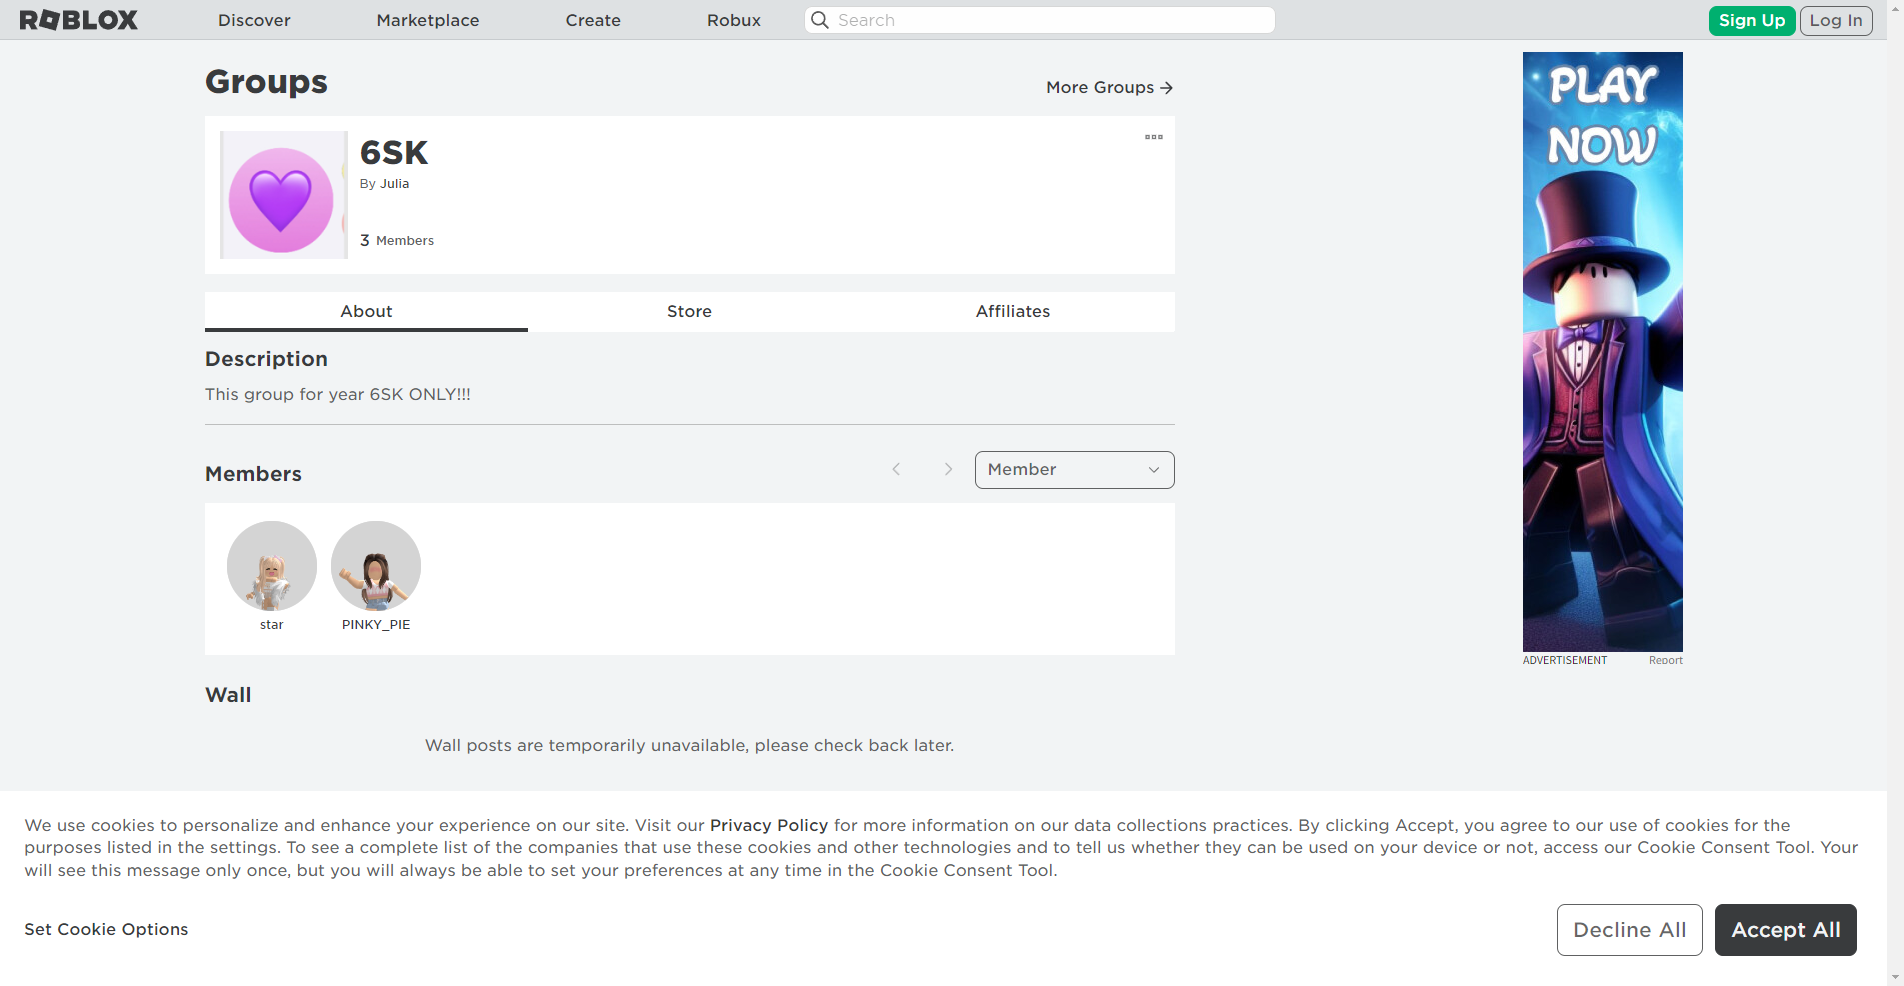 ROBLOX
Discover
Marketplace
Create
Robux
Search
Sign Up
Log In
Groups
More Groups
6SK
By Julia
3 Members
About
Store
Affiliates
Description
This group for year 6SK ONLY!!!
Members
Member
star
PINKY_PIE
Wall
Wall posts are temporarily unavailable, please check back later.
PLAY
NOW
ADVERTISEMENT
Report
We use cookies to personalize and enhance your experience on our site. Visit our Privacy Policy for more information on our data collections practices. By clicking Accept, you agree to our use of cookies for the
purposes listed in the settings. To see a complete list of the companies that use these cookies and other technologies and to tell us whether they can be used on your device or not, access our Cookie Consent Tool. Your
will see this message only once, but you will always be able to set your preferences at any time in the Cookie Consent Tool.
Set Cookie Options
Decline All
Accept All